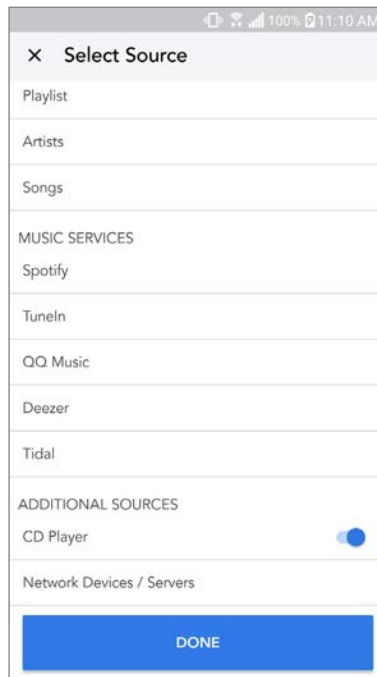 100% 11:10 AM
× Select Source
Playlist
Artists
Songs
MUSIC SERVICES
Spotify
TuneIn
QQ Music
Deezer
Tidal
ADDITIONAL SOURCES
CD Player
Network Devices / Servers
DONE